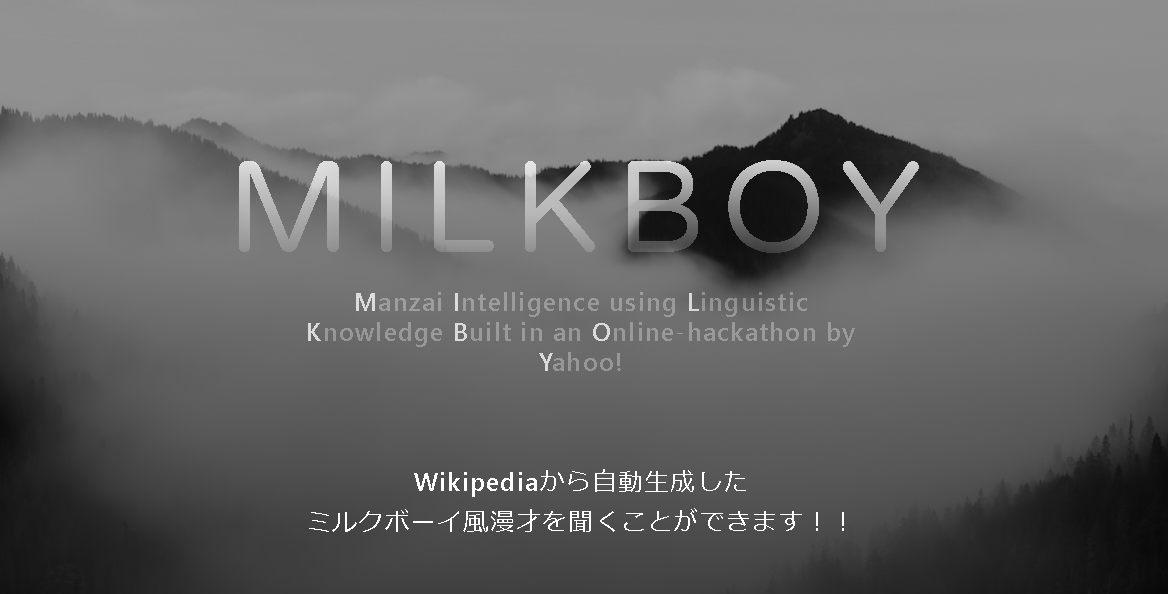 MILKBOY
Manzai Intelligence using Linguistic
Knowledge Built in an Online-hackathon by
Yahoo!
Wikipediaから自動生成した
ミルクボーイ風漫才を聞くことができます！！